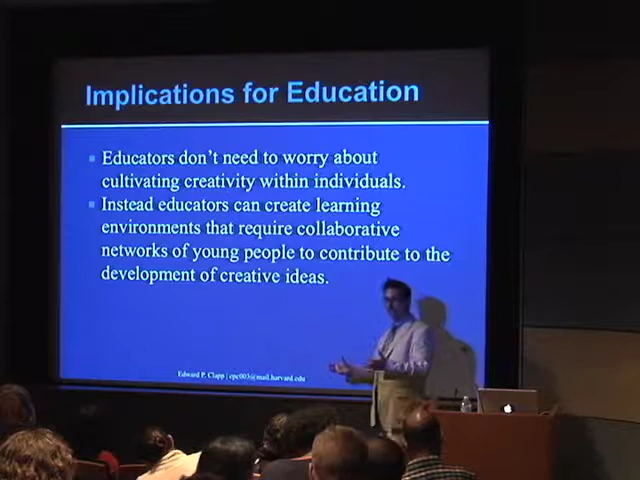 Implications for Education
Educators don't need to worry about
cultivating creativity within individuals.
Instead educators can create learning
environments that require collaborative
networks of young people to contribute to the
development of creative ideas.
Edward P. Clapp | epc003@mail.harvard.edu